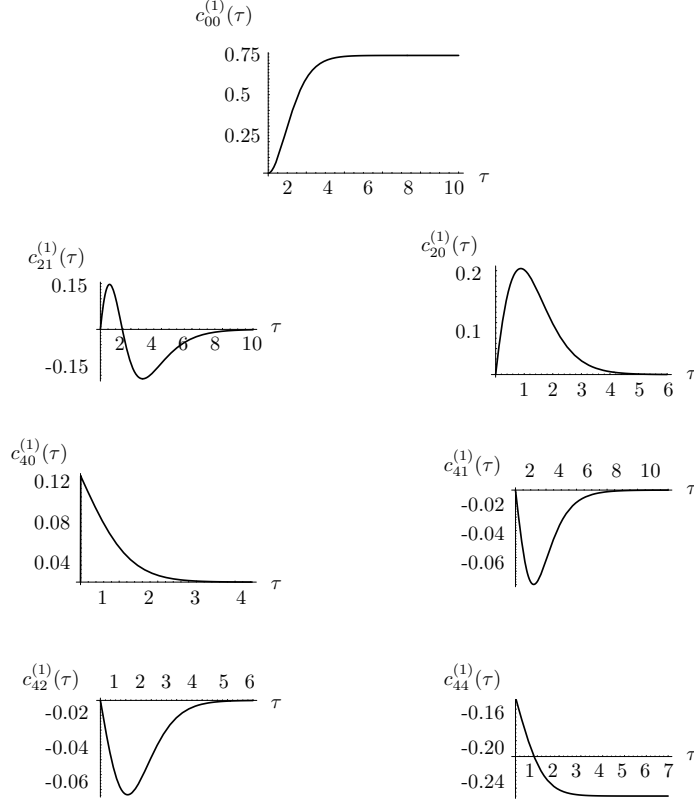 c_{00}^{(1)}(τ)
0.75
0.5
0.25
2 4 6 8 10 τ
c_{21}^{(1)}(τ)
0.15
-0.15
2 4 6 8 10 τ
c_{20}^{(1)}(τ)
0.2
0.1
1 2 3 4 5 6 τ
c_{40}^{(1)}(τ)
0.12
0.08
0.04
1 2 3 4 τ
c_{41}^{(1)}(τ)
2 4 6 8 10 τ
-0.02
-0.04
-0.06
c_{42}^{(1)}(τ)
1 2 3 4 5 6 τ
-0.02
-0.04
-0.06
c_{44}^{(1)}(τ)
-0.16
-0.20
-0.24
1 2 3 4 5 6 7 τ